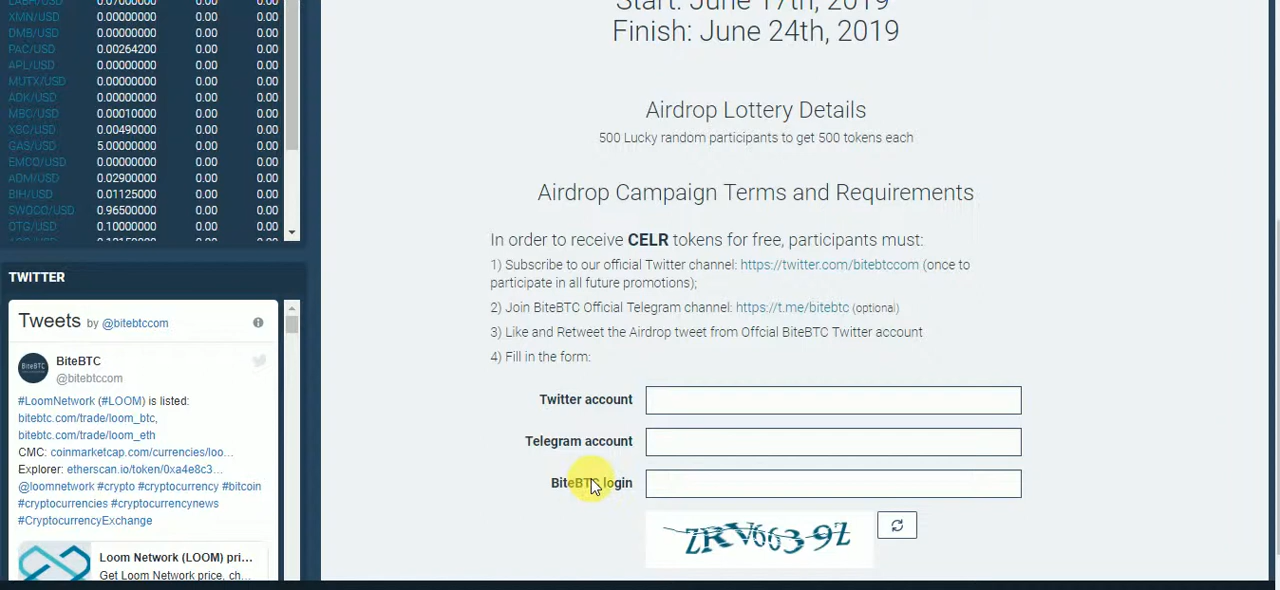 LABH/USD 0.07000000 0.00 0.00
XMN/USD 0.00000000 0.00 0.00
DMB/USD 0.00000000 0.00 0.00
PAC/USD 0.00264200 0.00 0.00
APL/USD 0.00000000 0.00 0.00
MUTX/USD 0.00000000 0.00 0.00
ADK/USD 0.00000000 0.00 0.00
MBC/USD 0.00010000 0.00 0.00
XSC/USD 0.00490000 0.00 0.00
GAS/USD 5.00000000 0.00 0.00
EMCO/USD 0.00000000 0.00 0.00
ADM/USD 0.02900000 0.00 0.00
BIH/USD 0.01125000 0.00 0.00
SWOCO/USD 0.96500000 0.00 0.00
OTG/USD 0.10000000 0.00 0.00
TWITTER
Tweets by @bitebtccom
BiteBTC
@bitebtccom
#LoomNetwork (#LOOM) is listed:
bitebtc.com/trade/loom_btc,
bitebtc.com/trade/loom_eth
CMC: coinmarketcap.com/currencies/loo…
Explorer: etherscan.io/token/0xa4e8c3…
@loomnetwork #crypto #cryptocurrency #bitcoin
#cryptocurrencies #cryptocurrencynews
#CryptocurrencyExchange
Loom Network (LOOM) pri...
Get Loom Network price, ch...
Start: June 17th, 2019
Finish: June 24th, 2019
Airdrop Lottery Details
500 Lucky random participants to get 500 tokens each
Airdrop Campaign Terms and Requirements
In order to receive CELR tokens for free, participants must:
1) Subscribe to our official Twitter channel: https://twitter.com/bitebtccom (once to
participate in all future promotions);
2) Join BiteBTC Official Telegram channel: https://t.me/bitebtc (optional)
3) Like and Retweet the Airdrop tweet from Offcial BiteBTC Twitter account
4) Fill in the form:
Twitter account
Telegram account
BiteBTC login
ZRV663-9Z